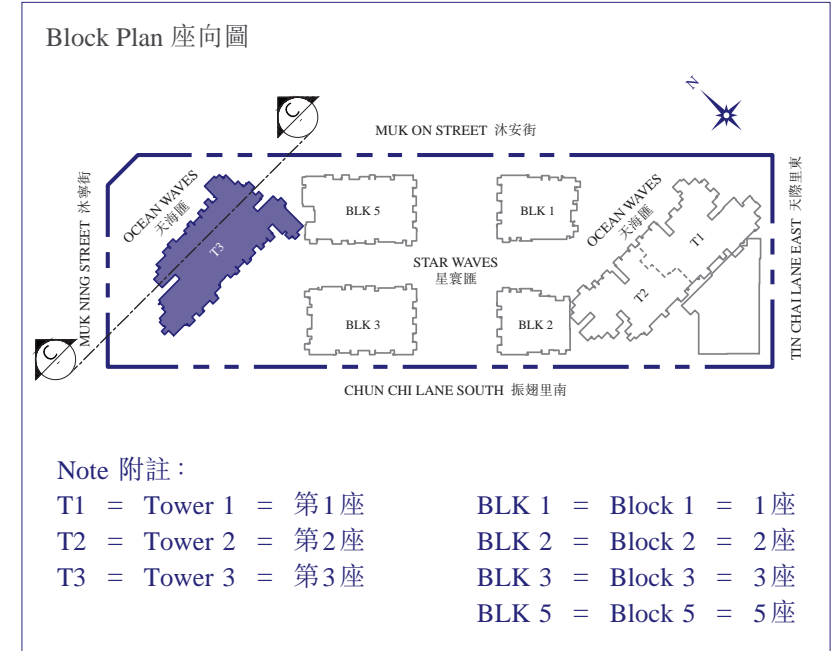 Block Plan 座向圖
N
C
MUK ON STREET 沐安街
MUK NING STREET 沐寧街
OCEAN WAVES
天海匯
T3
BLK 5
BLK 1
OCEAN WAVES
天海匯
T1
T2
TIN CHAI LANE EAST 天際里東
STAR WAVES
星寰匯
BLK 3
BLK 2
C
CHUN CHI LANE SOUTH 振翅里南
Note 附註：
T1 = Tower 1 = 第1座
T2 = Tower 2 = 第2座
T3 = Tower 3 = 第3座
BLK 1 = Block 1 = 1座
BLK 2 = Block 2 = 2座
BLK 3 = Block 3 = 3座
BLK 5 = Block 5 = 5座